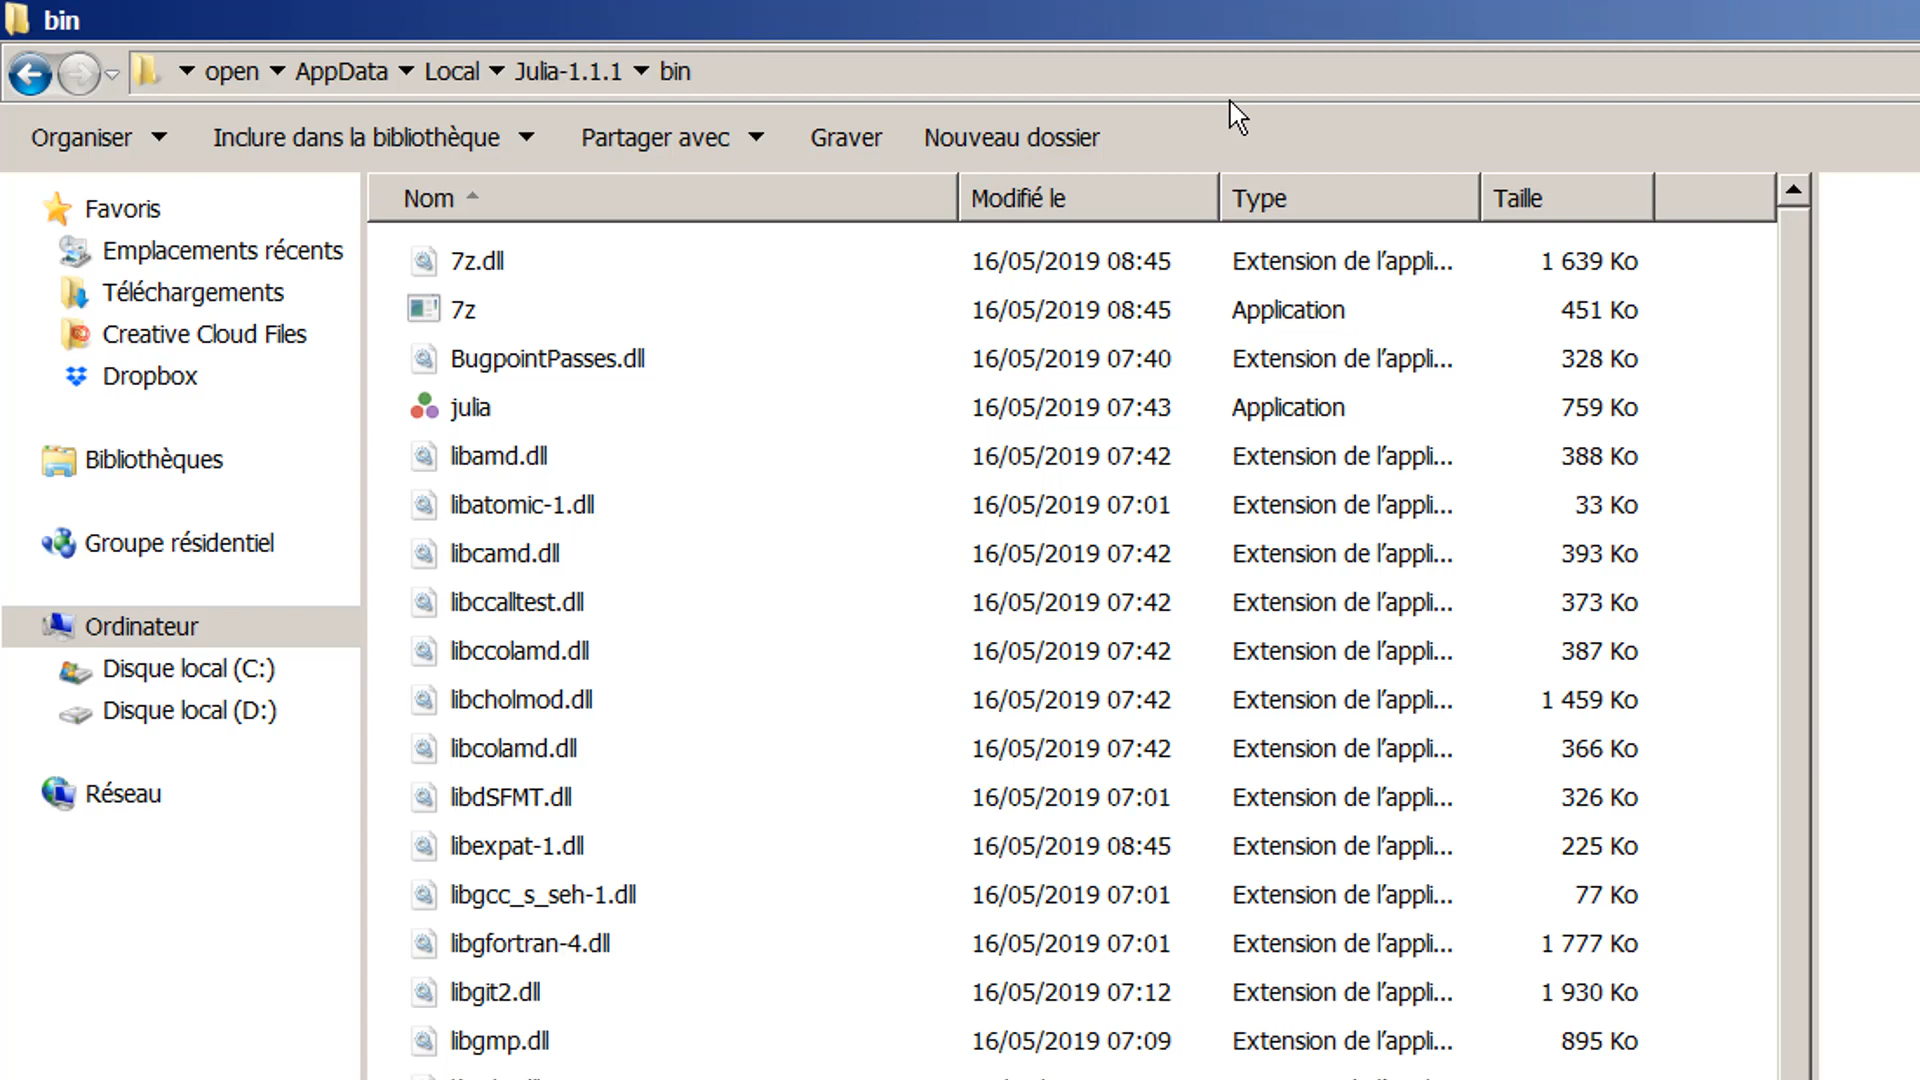 bin
open AppData Local Julia-1.1.1 bin
Organiser Inclure dans la bibliothèque Partager avec Graver Nouveau dossier
Nom Modifié le Type Taille
Favoris
Emplacements récents
Téléchargements
Creative Cloud Files
Dropbox
Bibliothèques
Groupe résidentiel
Ordinateur
Disque local (C:)
Disque local (D:)
Réseau
7z.dll 16/05/2019 08:45 Extension de l'appli... 1 639 Ko
7z 16/05/2019 08:45 Application 451 Ko
BugpointPasses.dll 16/05/2019 07:40 Extension de l'appli... 328 Ko
julia 16/05/2019 07:43 Application 759 Ko
libamd.dll 16/05/2019 07:42 Extension de l'appli... 388 Ko
libatomic-1.dll 16/05/2019 07:01 Extension de l'appli... 33 Ko
libcamd.dll 16/05/2019 07:42 Extension de l'appli... 393 Ko
libccalltest.dll 16/05/2019 07:42 Extension de l'appli... 373 Ko
libccolamd.dll 16/05/2019 07:42 Extension de l'appli... 387 Ko
libcholmod.dll 16/05/2019 07:42 Extension de l'appli... 1 459 Ko
libcolamd.dll 16/05/2019 07:42 Extension de l'appli... 366 Ko
libdSFMT.dll 16/05/2019 07:01 Extension de l'appli... 326 Ko
libexpat-1.dll 16/05/2019 08:45 Extension de l'appli... 225 Ko
libgcc_s_seh-1.dll 16/05/2019 07:01 Extension de l'appli... 77 Ko
libgfortran-4.dll 16/05/2019 07:01 Extension de l'appli... 1 777 Ko
libgit2.dll 16/05/2019 07:12 Extension de l'appli... 1 930 Ko
libgmp.dll 16/05/2019 07:09 Extension de l'appli... 895 Ko